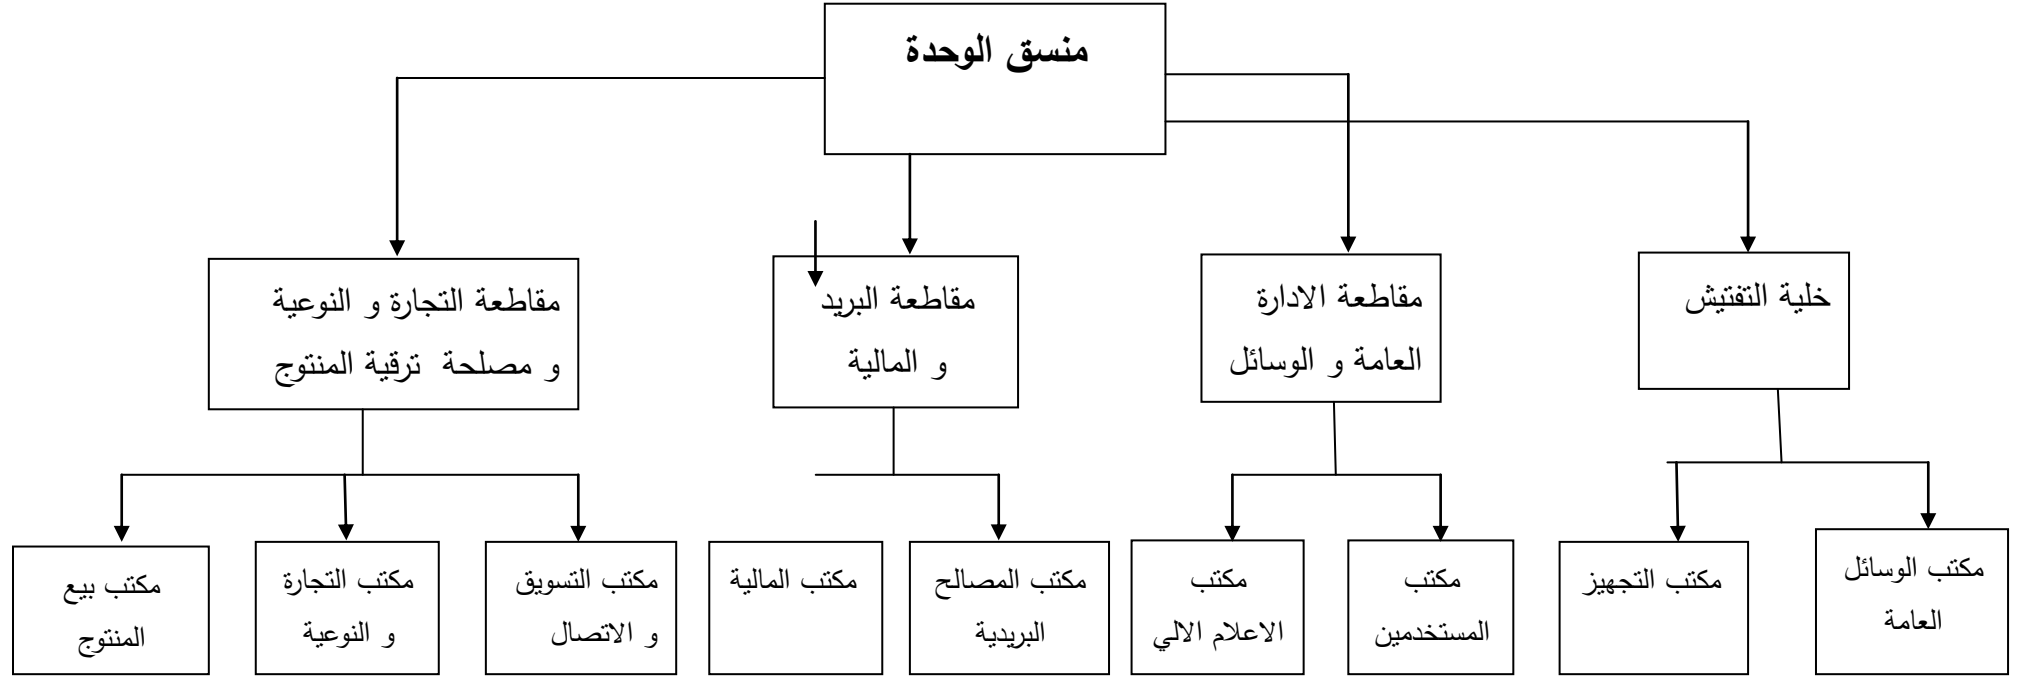 منسق الوحدة
خلية التفتيش
مقاطعة الادارة
العامة و الوسائل
مقاطعة البريد
و المالية
مقاطعة التجارة و النوعية
و مصلحة ترقية المنتوج
مكتب الوسائل
العامة
مكتب التجهيز
مكتب
المستخدمين
مكتب
الاعلام الالي
مكتب المصالح
البريدية
مكتب المالية
مكتب التسويق
و الاتصال
مكتب التجارة
و النوعية
مكتب بيع
المنتوج